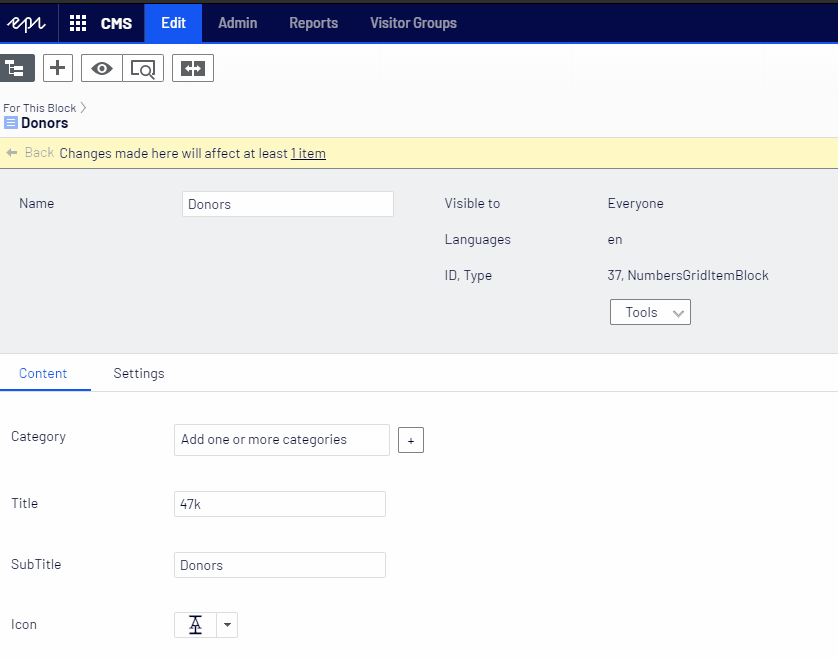 epi CMS Edit Admin Reports Visitor Groups
For This Block
Donors
Back Changes made here will affect at least 1 item
Name Donors Visible to Everyone
Languages en
ID, Type 37, NumbersGridItemBlock
Tools
Content Settings
Category Add one or more categories +
Title 47k
SubTitle Donors
Icon